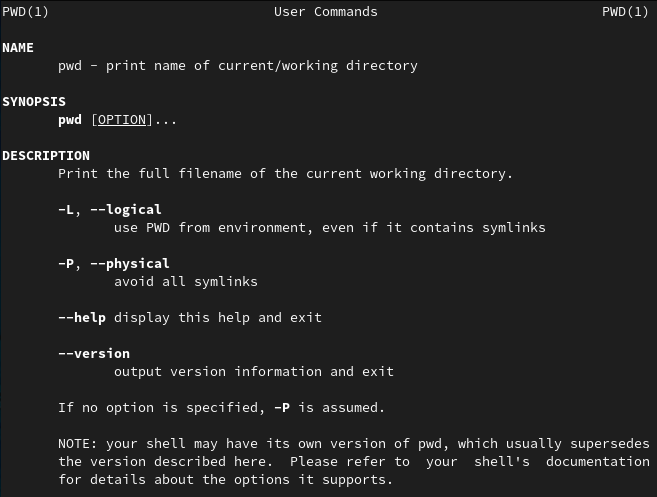 PWD(1) User Commands PWD(1)
NAME
pwd - print name of current/working directory
SYNOPSIS
pwd [OPTION]...
DESCRIPTION
Print the full filename of the current working directory.
-L, --logical
use PWD from environment, even if it contains symlinks
-P, --physical
avoid all symlinks
--help display this help and exit
--version
output version information and exit
If no option is specified, -P is assumed.
NOTE: your shell may have its own version of pwd, which usually supersedes
the version described here.  Please refer to  your  shell's  documentation
for details about the options it supports.